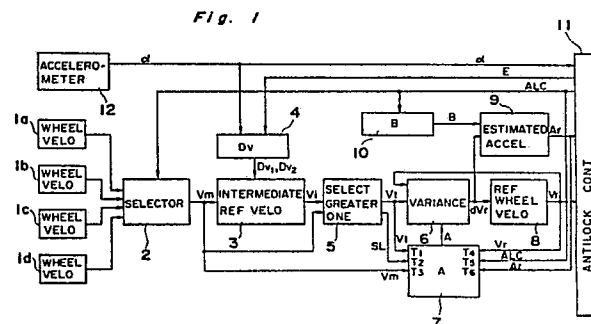 Fig. 1
11
ACCELERO-
METER
12
α
α
E
ALC
9
4
B
10
B
ESTIMATED
ACCEL.
Ar
1a
WHEEL
VELO
Dv
Dv1, Dv2
1b
WHEEL
VELO
SELECTOR
2
Vm
INTERMEDIATE
REF VELO
3
Vi
SELECT
GREATER
ONE
5
Vt
VARIANCE
6
dVr
REF
WHEEL
VELO
8
Vr
ANTILOCK CONT
1c
WHEEL
VELO
SL
Vt
A
1d
WHEEL
VELO
Vm
T1
T2
T3
A
T4
T5
T6
Vr
ALC
Ar
7